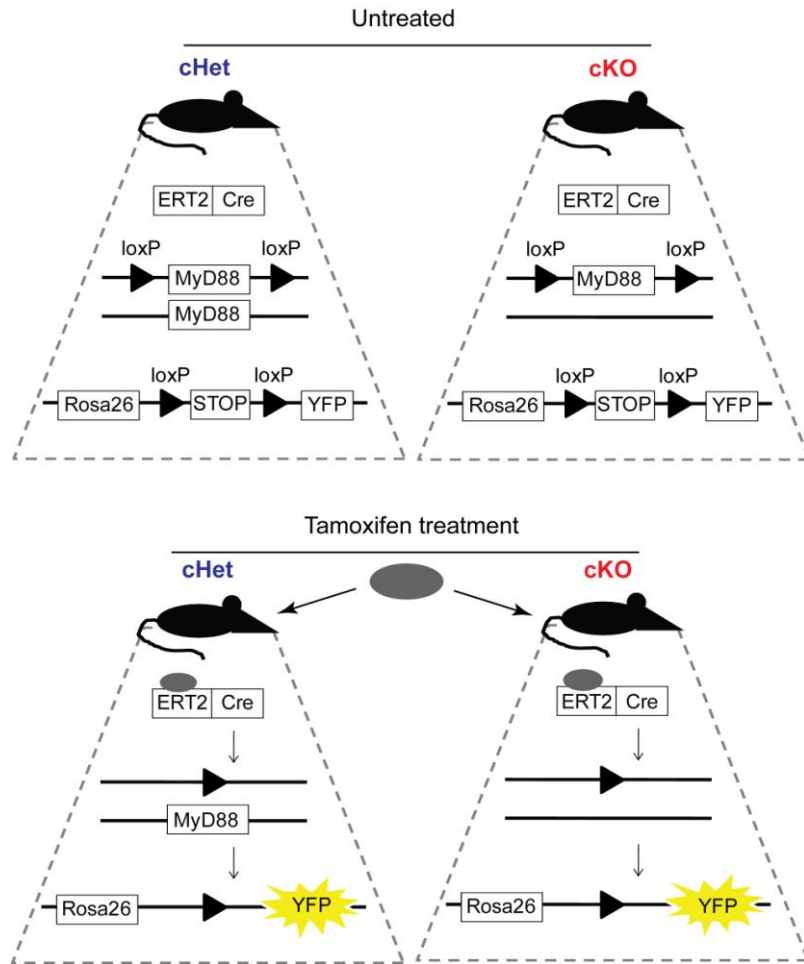 Untreated
cHet cKO
ERT2 Cre ERT2 Cre
loxP loxP loxP loxP
MyD88 MyD88
MyD88
loxP loxP loxP loxP
Rosa26 STOP YFP Rosa26 STOP YFP
Tamoxifen treatment
cHet cKO
ERT2 Cre ERT2 Cre
MyD88
Rosa26 YFP Rosa26 YFP